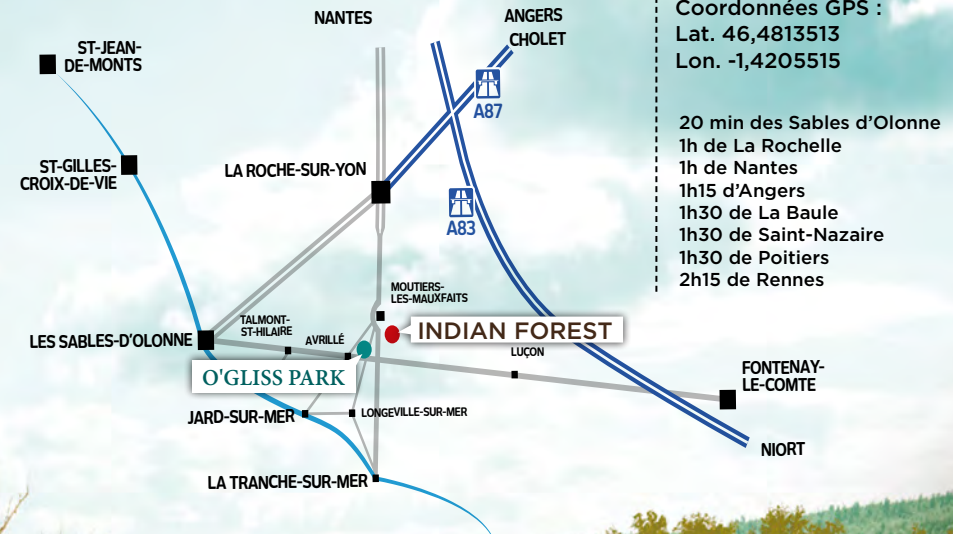 NANTES
ANGERS
CHOLET
ST-JEAN-
DE-MONTS
A87
ST-GILLES-
CROIX-DE-VIE
LA ROCHE-SUR-YON
A83
MOUTIERS-
LES-MAUXFAITS
TALMONT-
ST-HILAIRE
LES SABLES-D'OLONNE
AVRILLÉ
INDIAN FOREST
LUÇON
O'GLISS PARK
FONTENAY-
LE-COMTE
JARD-SUR-MER
LONGEVILLE-SUR-MER
NIORT
LA TRANCHE-SUR-MER
Coordonnées GPS :
Lat. 46,4813513
Lon. -1,4205515
20 min des Sables d'Olonne
1h de La Rochelle
1h de Nantes
1h15 d'Angers
1h30 de La Baule
1h30 de Saint-Nazaire
1h30 de Poitiers
2h15 de Rennes